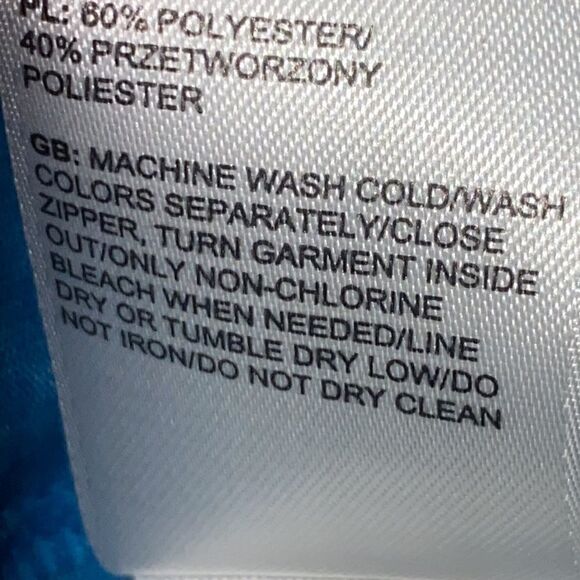 PL: 60% POLYESTER/
40% PRZETWORZONY
POLIESTER
GB: MACHINE WASH COLD/WASH
COLORS SEPARATELY/CLOSE
ZIPPER, TURN GARMENT INSIDE
OUT/ONLY NON-CHLORINE
BLEACH WHEN NEEDED/LINE
DRY OR TUMBLE DRY LOW/DO
NOT IRON/DO NOT DRY CLEAN